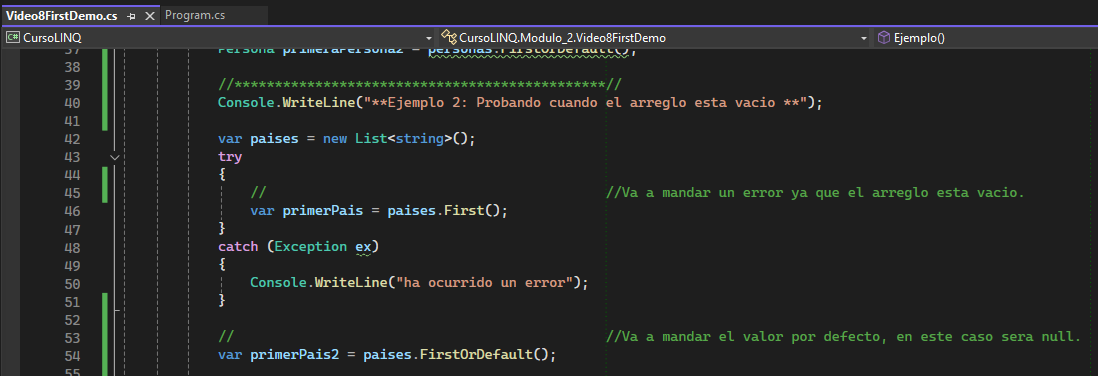 Video8FirstDemo.cs Program.cs
CursoLINQ CursoLINQ.Modulo_2.Video8FirstDemo Ejemplo()
37 Persona primeraPersona2 = personas.FirstOrDefault();
38
39 //***********************************************//
40 Console.WriteLine("**Ejemplo 2: Probando cuando el arreglo esta vacio **");
41
42 var paises = new List<string>();
43 try
44 {
45 // //Va a mandar un error ya que el arreglo esta vacio.
46 var primerPais = paises.First();
47 }
48 catch (Exception ex)
49 {
50 Console.WriteLine("ha ocurrido un error");
51 }
52
53 // //Va a mandar el valor por defecto, en este caso sera null.
54 var primerPais2 = paises.FirstOrDefault();
55